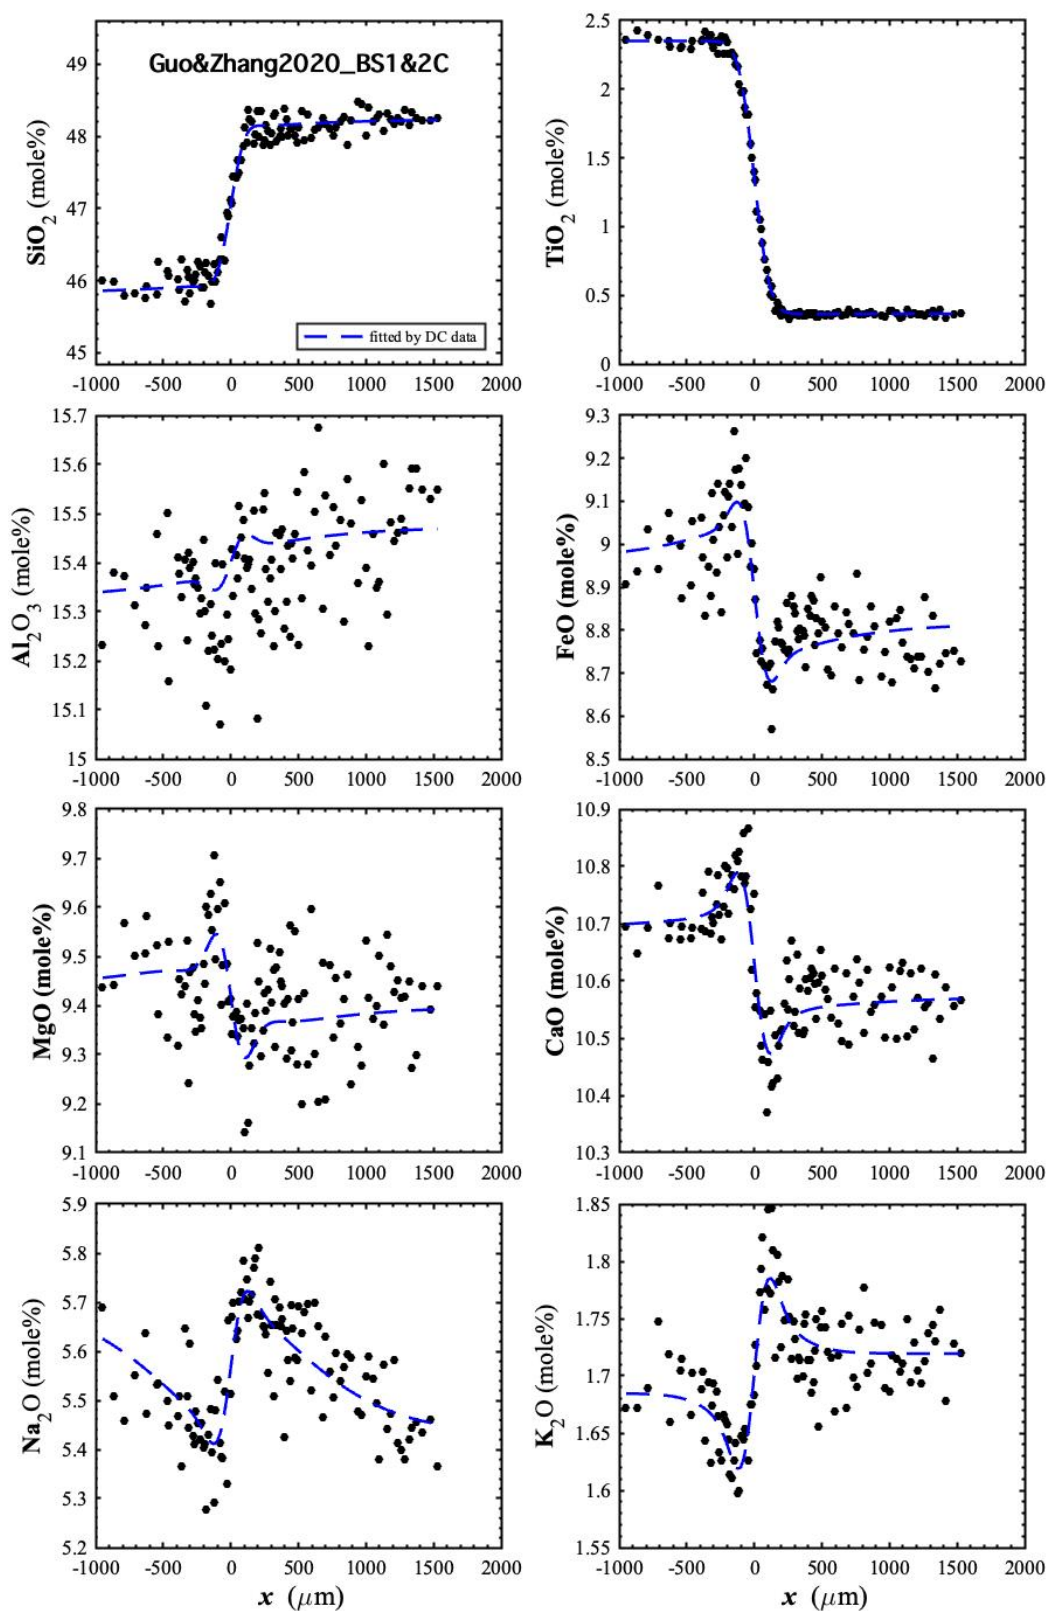 Guo&Zhang2020_BS1&2C
SiO2 (mole%)
49
48
47
46
45
-1000 -500 0 500 1000 1500 2000
fitted by DC data
TiO2 (mole%)
2.5
2
1.5
1
0.5
0
-1000 -500 0 500 1000 1500 2000
Al2O3 (mole%)
15.7
15.6
15.5
15.4
15.3
15.2
15.1
15
-1000 -500 0 500 1000 1500 2000
FeO (mole%)
9.3
9.2
9.1
9
8.9
8.8
8.7
8.6
8.5
-1000 -500 0 500 1000 1500 2000
MgO (mole%)
9.8
9.7
9.6
9.5
9.4
9.3
9.2
9.1
-1000 -500 0 500 1000 1500 2000
CaO (mole%)
10.9
10.8
10.7
10.6
10.5
10.4
10.3
-1000 -500 0 500 1000 1500 2000
Na2O (mole%)
5.9
5.8
5.7
5.6
5.5
5.4
5.3
5.2
-1000 -500 0 500 1000 1500 2000
x (μm)
K2O (mole%)
1.85
1.8
1.75
1.7
1.65
1.6
1.55
-1000 -500 0 500 1000 1500 2000
x (μm)